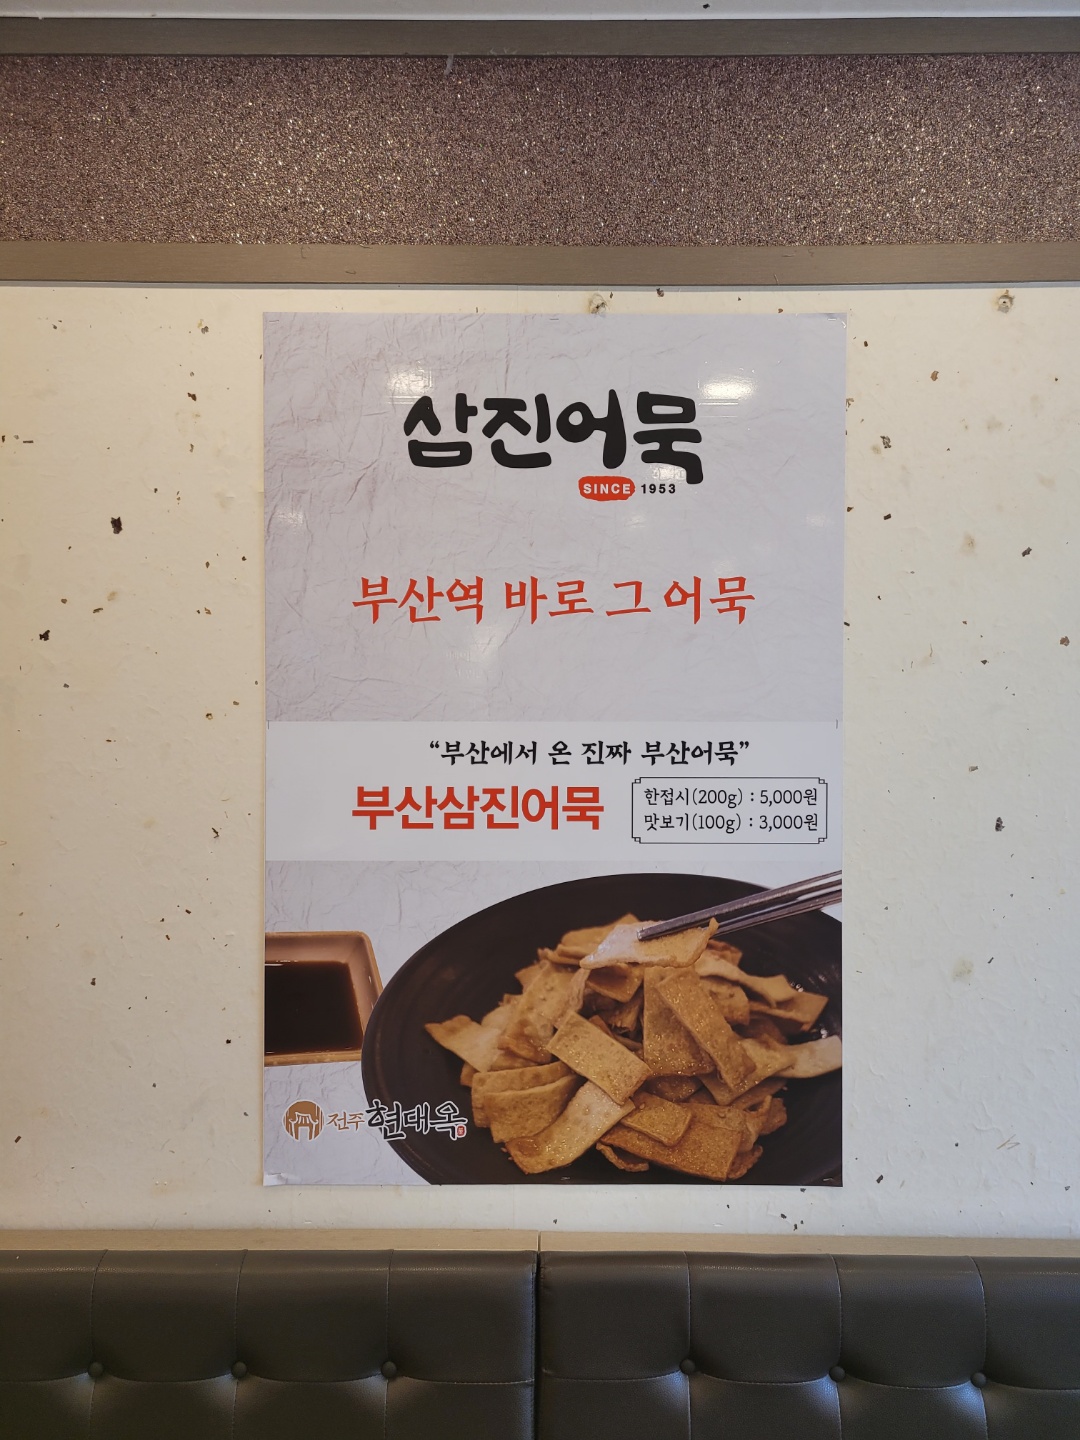 삼진어묵
SINCE 1953
부산역 바로 그 어묵
“부산에서 온 진짜 부산어묵”
부산삼진어묵
한접시(200g) : 5,000원
맛보기(100g) : 3,000원
전주 현대옥